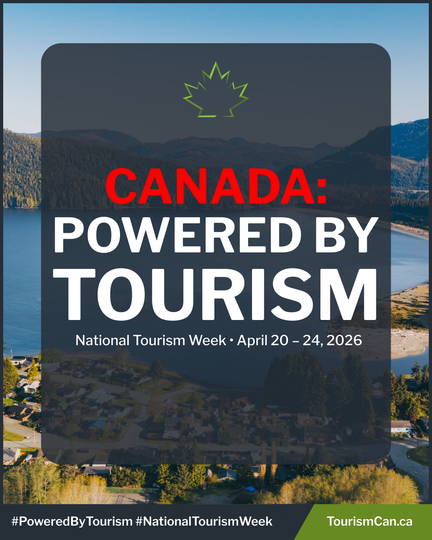 CANADA:
POWERED BY
TOURISM
National Tourism Week • April 20 – 24, 2026
#PoweredByTourism #NationalTourismWeek
TourismCan.ca